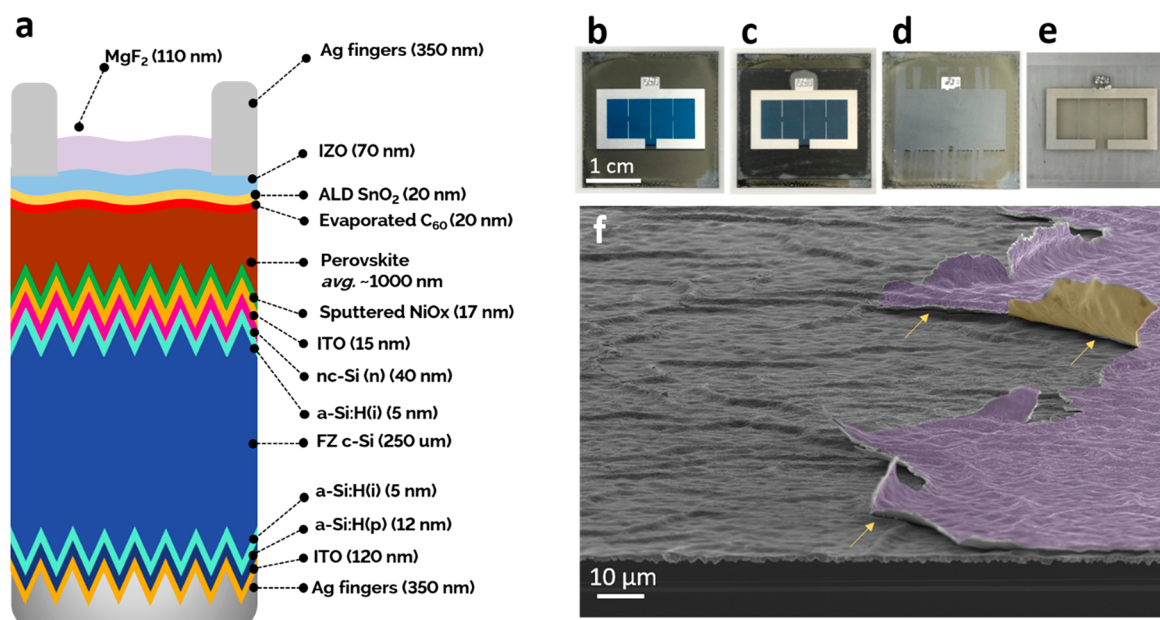 a
MgF₂ (110 nm)
Ag fingers (350 nm)
IZO (70 nm)
ALD SnO₂ (20 nm)
Evaporated C₆₀ (20 nm)
Perovskite
avg. ~1000 nm
Sputtered NiOx (17 nm)
ITO (15 nm)
nc-Si (n) (40 nm)
a-Si:H(i) (5 nm)
FZ c-Si (250 um)
a-Si:H(i) (5 nm)
a-Si:H(p) (12 nm)
ITO (120 nm)
Ag fingers (350 nm)
b
c
d
e
1 cm
f
10 µm